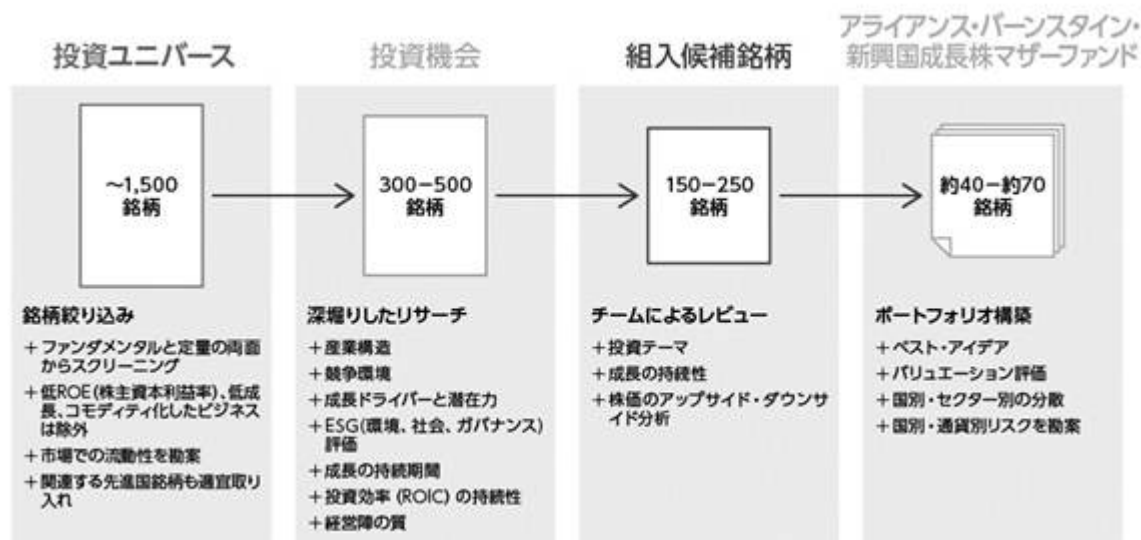 投資ユニバース
投資機会
組入候補銘柄
アライアンス・バーンスタイン・
新興国成長株マザーファンド
～1,500
銘柄
300－500
銘柄
150－250
銘柄
約40－約70
銘柄
銘柄絞り込み
＋ファンダメンタルと定量の両面
からスクリーニング
＋低ROE（株主資本利益率）、低成
長、コモディティ化したビジネス
は除外
＋市場での流動性を勘案
＋関連する先進国銘柄も適宜取り
入れ
深堀りしたリサーチ
＋産業構造
＋競争環境
＋成長ドライバーと潜在力
＋ESG（環境、社会、ガバナンス）
評価
＋成長の持続期間
＋投資効率（ROIC）の持続性
＋経営陣の質
チームによるレビュー
＋投資テーマ
＋成長の持続性
＋株価のアップサイド・ダウンサ
イド分析
ポートフォリオ構築
＋ベスト・アイデア
＋バリュエーション評価
＋国別・セクター別の分散
＋国別・通貨別リスクを勘案